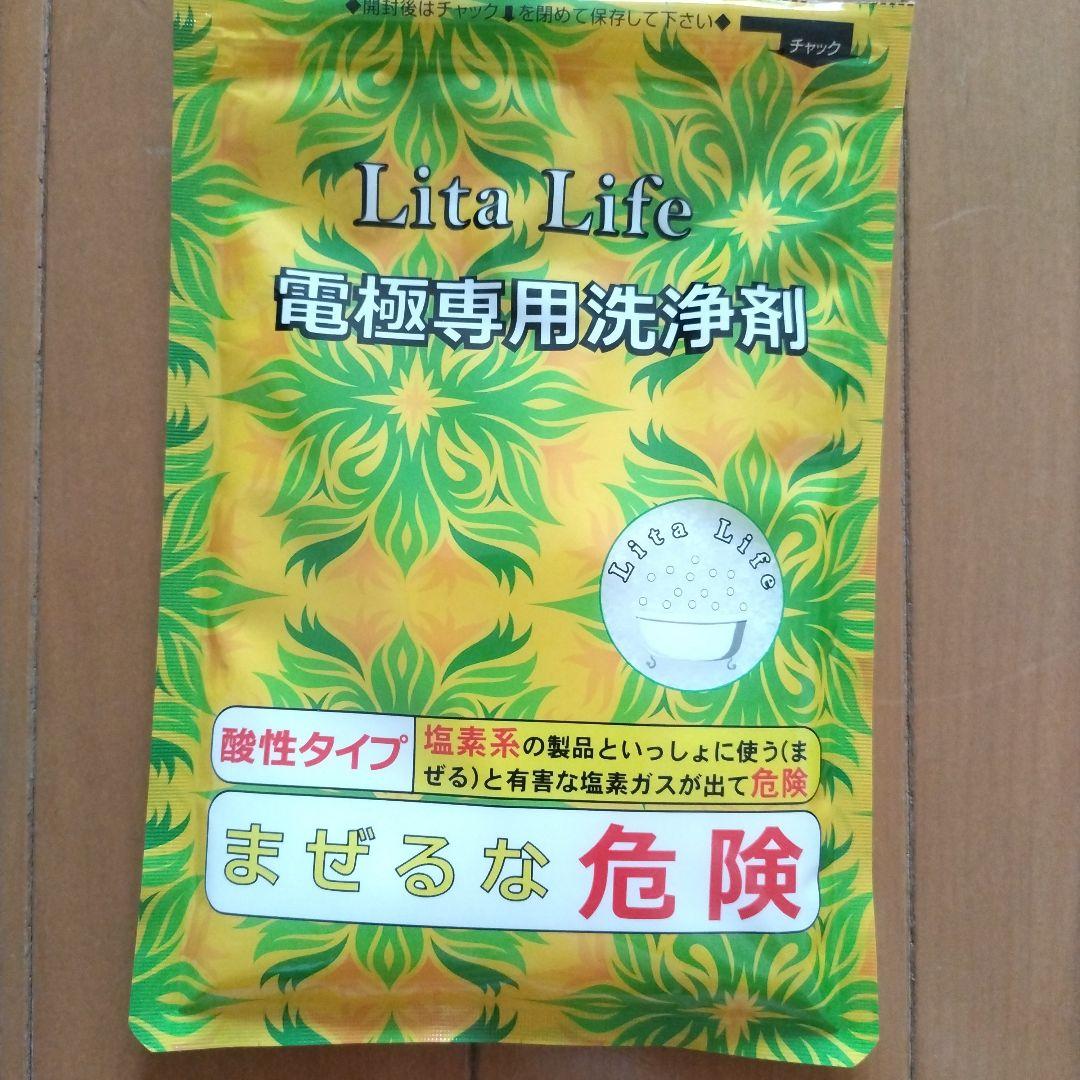 ◆開封後はチャック⬇を閉めて保存して下さい◆
チャック
Lita Life
電極専用洗浄剤
Lita Life
酸性タイプ
塩素系の製品といっしょに使う(ま
ぜる)と有害な塩素ガスが出て危険
まぜるな危険